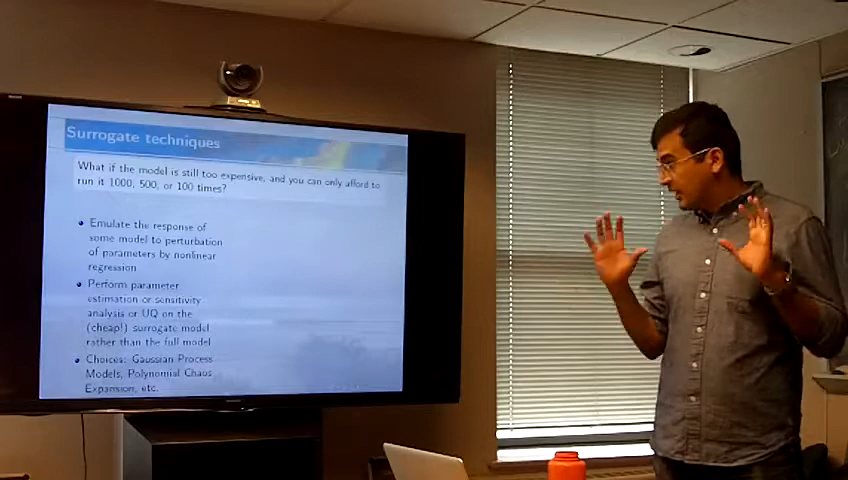 Surrogate techniques
What if the model is still too expensive, and you can only afford to
run it 1000, 500, or 100 times?
Emulate the response of
some model to perturbation
of parameters by nonlinear
regression
Perform parameter
estimation or sensitivity
analysis or UQ on the
(cheap!) surrogate model
rather than the full model
Choices: Gaussian Process
Models, Polynomial Chaos
Expansion, etc.